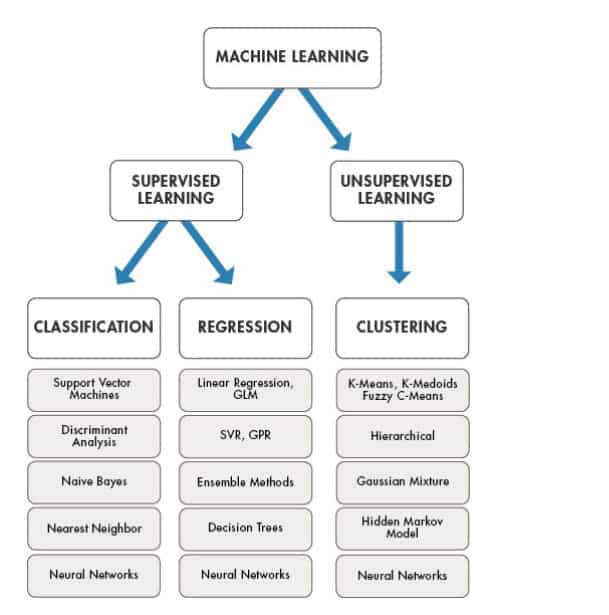 MACHINE LEARNING
SUPERVISED
LEARNING
UNSUPERVISED
LEARNING
CLASSIFICATION
REGRESSION
CLUSTERING
Support Vector
Machines
Discriminant
Analysis
Naive Bayes
Nearest Neighbor
Neural Networks
Linear Regression,
GLM
SVR, GPR
Ensemble Methods
Decision Trees
Neural Networks
K-Means, K-Medoids
Fuzzy C-Means
Hierarchical
Gaussian Mixture
Hidden Markov
Model
Neural Networks